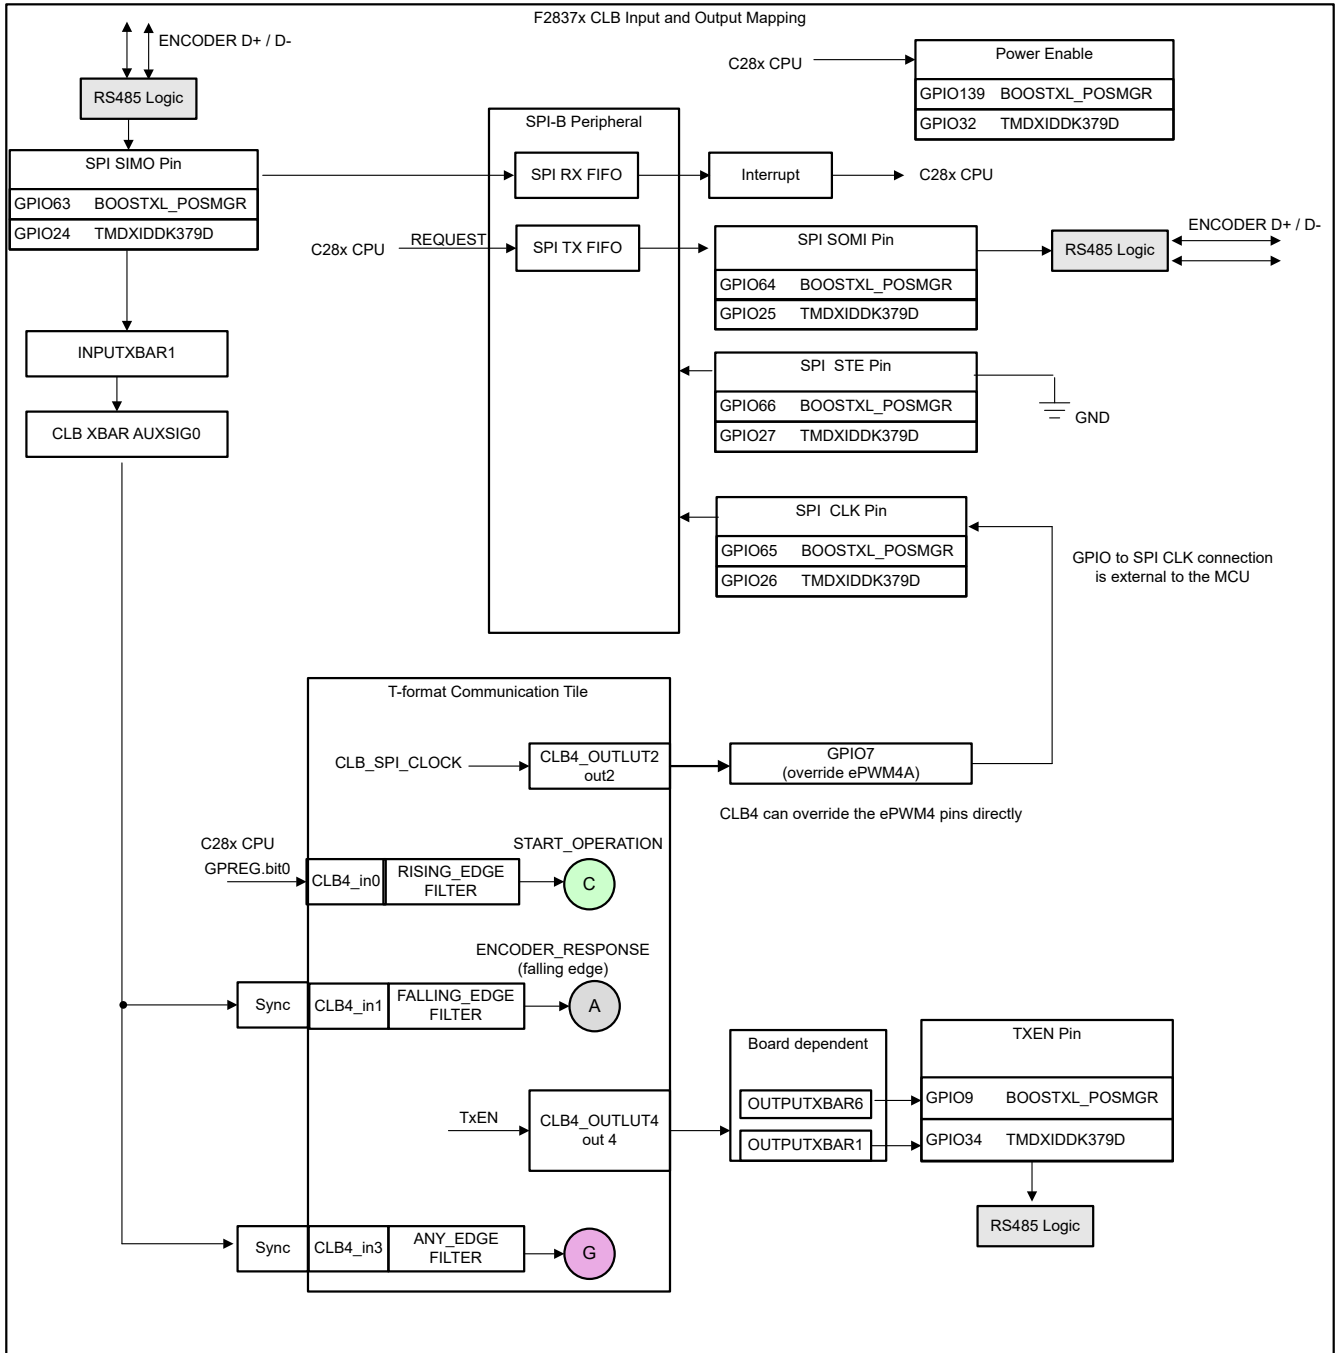 F2837x CLB Input and Output Mapping
ENCODER D+ / D-
RS485 Logic
SPI SIMO Pin
GPIO63 BOOSTXL_POSMGR
GPIO24 TMDXIDDK379D
INPUTXBAR1
CLB XBAR AUXSIG0
C28x CPU
Power Enable
GPIO139 BOOSTXL_POSMGR
GPIO32 TMDXIDDK379D
SPI-B Peripheral
SPI RX FIFO
Interrupt
C28x CPU
C28x CPU
REQUEST
SPI TX FIFO
SPI SOMI Pin
GPIO64 BOOSTXL_POSMGR
GPIO25 TMDXIDDK379D
RS485 Logic
ENCODER D+ / D-
SPI STE Pin
GPIO66 BOOSTXL_POSMGR
GPIO27 TMDXIDDK379D
GND
SPI CLK Pin
GPIO65 BOOSTXL_POSMGR
GPIO26 TMDXIDDK379D
GPIO to SPI CLK connection
is external to the MCU
T-format Communication Tile
CLB_SPI_CLOCK
CLB4_OUTLUT2
out2
GPIO7
(override ePWM4A)
CLB4 can override the ePWM4 pins directly
C28x CPU
GPREG.bit0
CLB4_in0
RISING_EDGE
FILTER
START_OPERATION
C
ENCODER_RESPONSE
(falling edge)
Sync
CLB4_in1
FALLING_EDGE
FILTER
A
TxEN
CLB4_OUTLUT4
out 4
Board dependent
OUTPUTXBAR6
OUTPUTXBAR1
TXEN Pin
GPIO9 BOOSTXL_POSMGR
GPIO34 TMDXIDDK379D
RS485 Logic
Sync
CLB4_in3
ANY_EDGE
FILTER
G